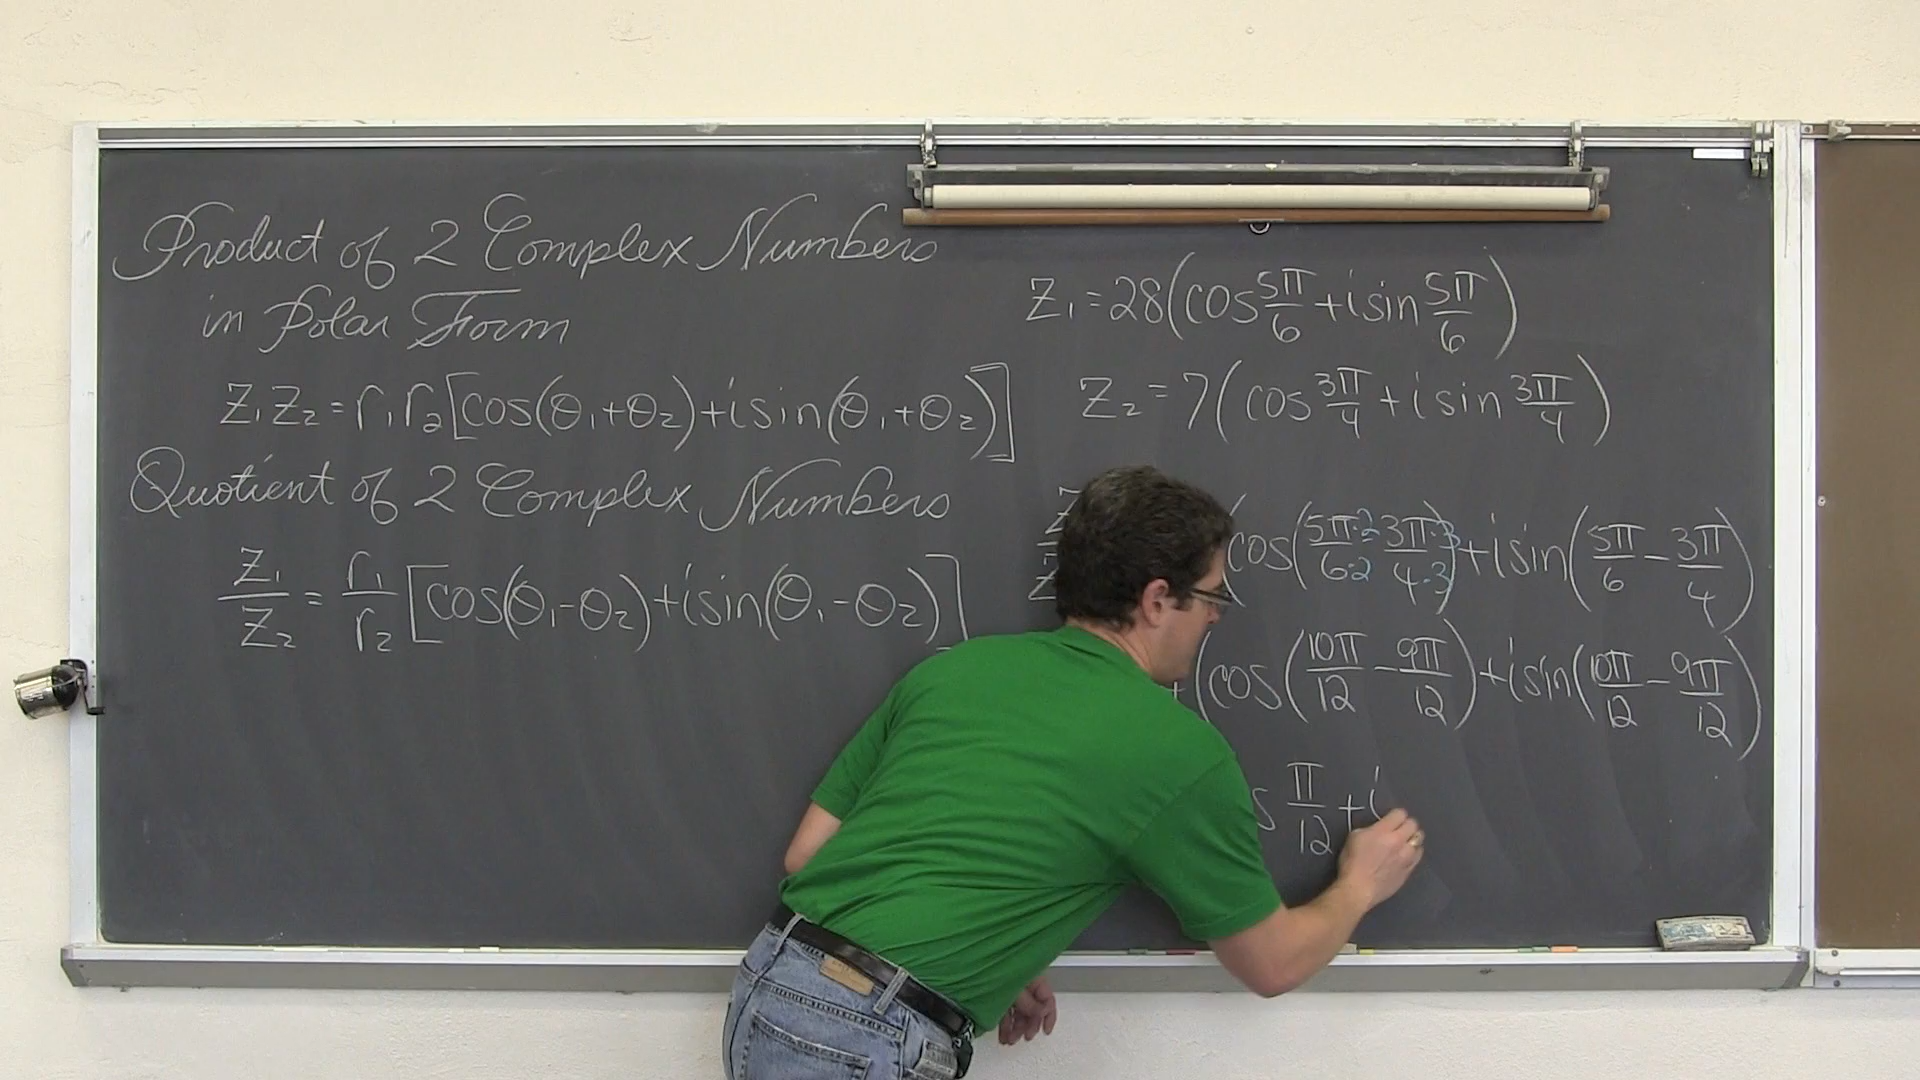 Product of 2 Complex Numbers
in Polar Form
Z₁Z₂=r₁r₂[cos(θ₁+θ₂)+isin(θ₁+θ₂)]
Quotient of 2 Complex Numbers
Z₁/Z₂ = r₁/r₂ [cos(θ₁-θ₂)+isin(θ₁-θ₂)]
Z₁=28(cos 5π/6 + i sin 5π/6)
Z₂=7(cos 3π/4 + i sin 3π/4)
(cos(5π·2/6·2 - 3π·3/4·3)+isin(5π/6 - 3π/4)
(cos(10π/12 - 9π/12)+isin(10π/12 - 9π/12)
π/12 + i